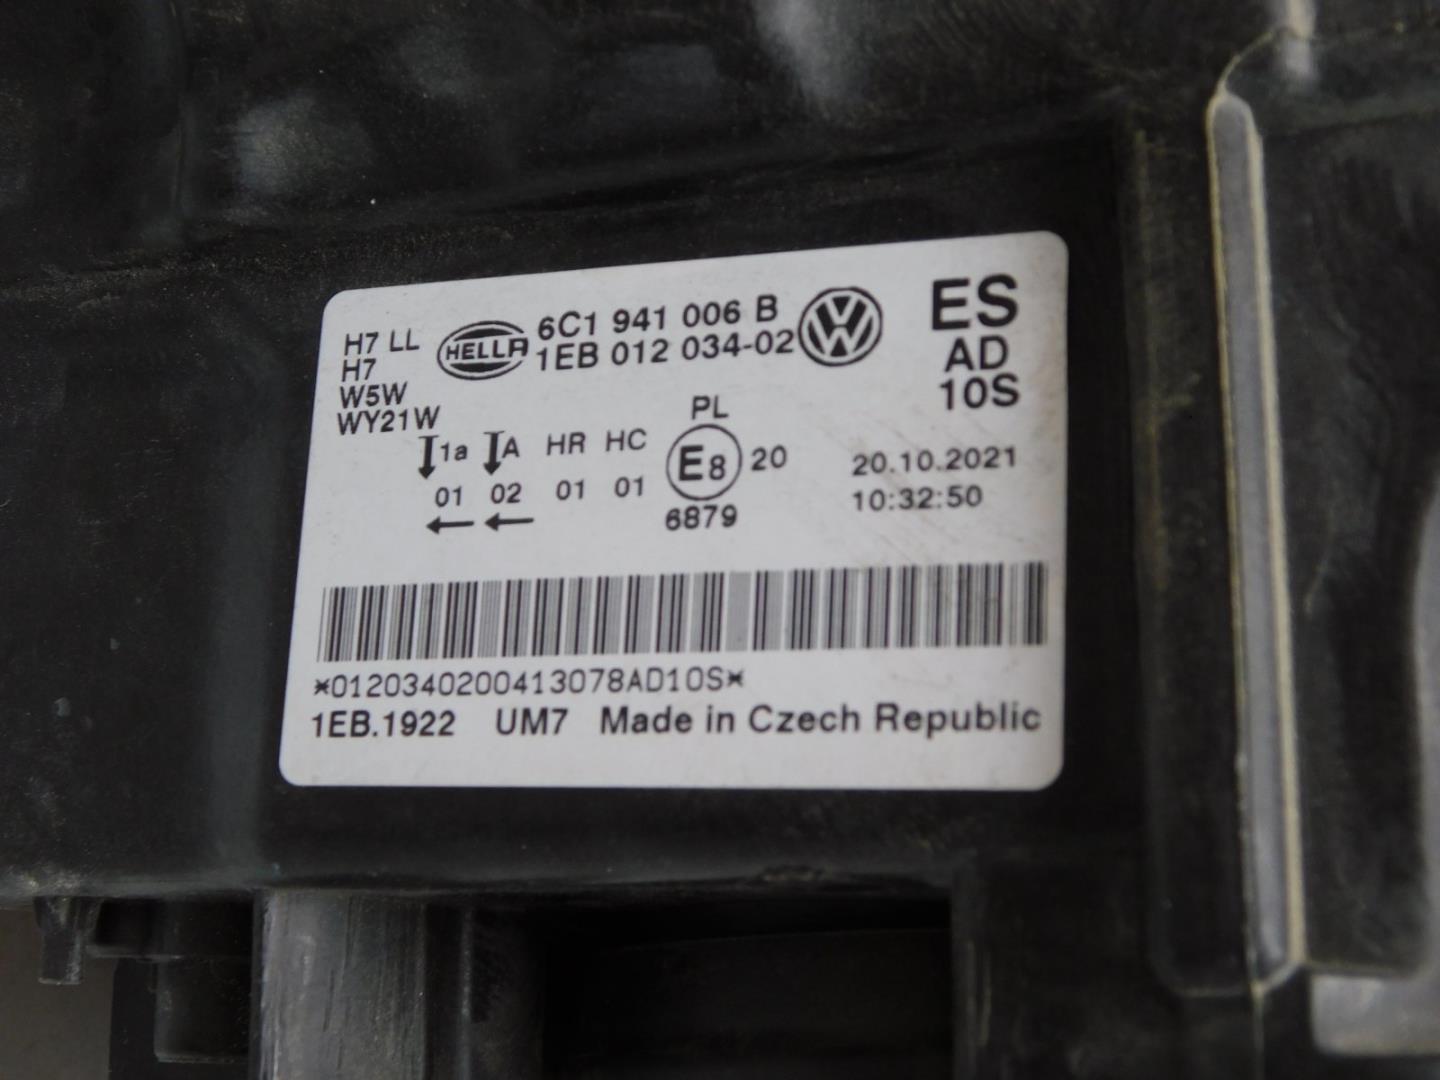 H7 LL
H7
W5W
WY21W
HELLA
6C1 941 006 B
1EB 012 034-02
VW
ES
AD
10S
1a A HR HC
01 02 01 01
PL
E8 20
6879
20.10.2021
10:32:50
*0120340200413078AD10S*
1EB.1922 UM7 Made in Czech Republic